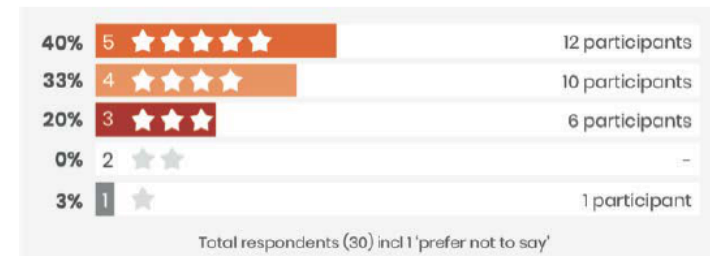 40% 5 12 participants
33% 4 10 participants
20% 3 6 participants
0% 2 -
3% 1 1 participant
Total respondents (30) incl 1 'prefer not to say'